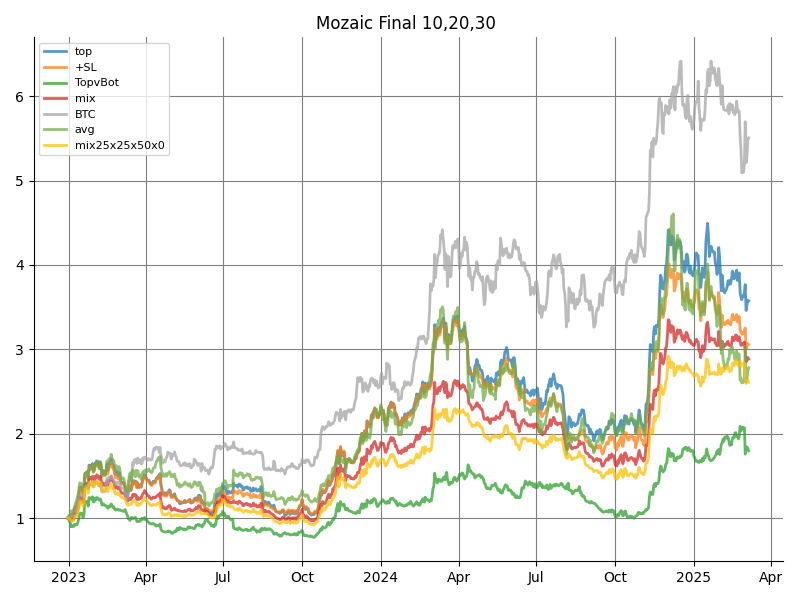 Mozaic Final 10,20,30
top
+SL
TopvBot
mix
BTC
avg
mix25x25x50x0
6
5
4
3
2
1
2023 Apr Jul Oct 2024 Apr Jul Oct 2025 Apr